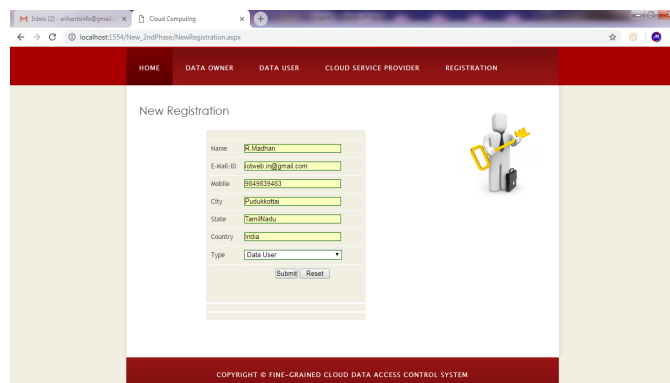 Inbox (2) - arihantsinfo@gmail.c
Cloud Computing
localhost:1554/New_2ndPhase/NewRegistration.aspx
HOME DATA OWNER DATA USER CLOUD SERVICE PROVIDER REGISTRATION
New Registration
Name R.Madhan
E-Mail-ID iotweb.in@gmail.com
Moblie 9849839483
City Pudukkottai
State TamilNadu
Country India
Type Data User
Submit Reset
COPYRIGHT © FINE-GRAINED CLOUD DATA ACCESS CONTROL SYSTEM